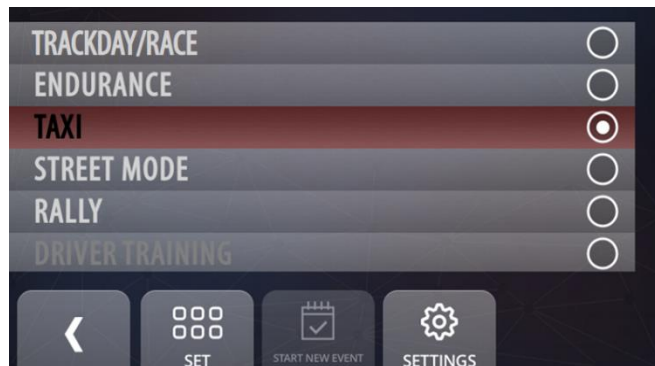 TRACKDAY/RACE
ENDURANCE
TAXI
STREET MODE
RALLY
DRIVER TRAINING
SET
START NEW EVENT
SETTINGS